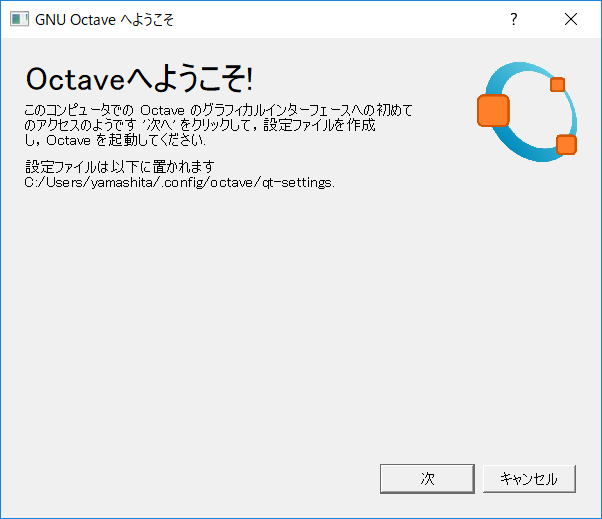 GNU Octave へようこそ
Octaveへようこそ!
このコンピュータでの Octave のグラフィカルインターフェースへの初めて
のアクセスのようです '次へ' をクリックして, 設定ファイルを作成
し, Octave を起動してください.
設定ファイルは以下に置かれます
C:/Users/yamashita/.config/octave/qt-settings.
次
キャンセル